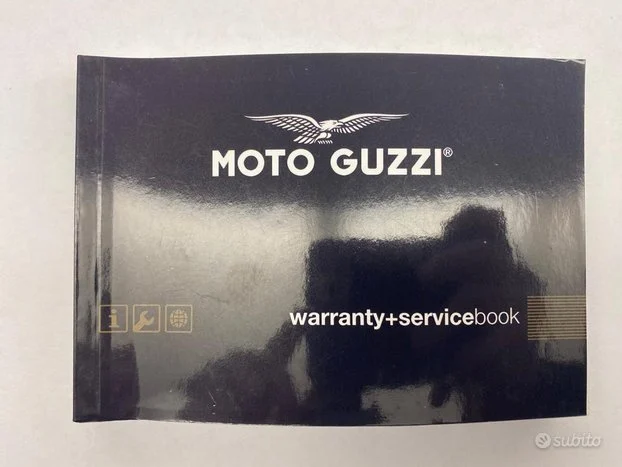 MOTO GUZZI®
i
warranty+servicebook
subito